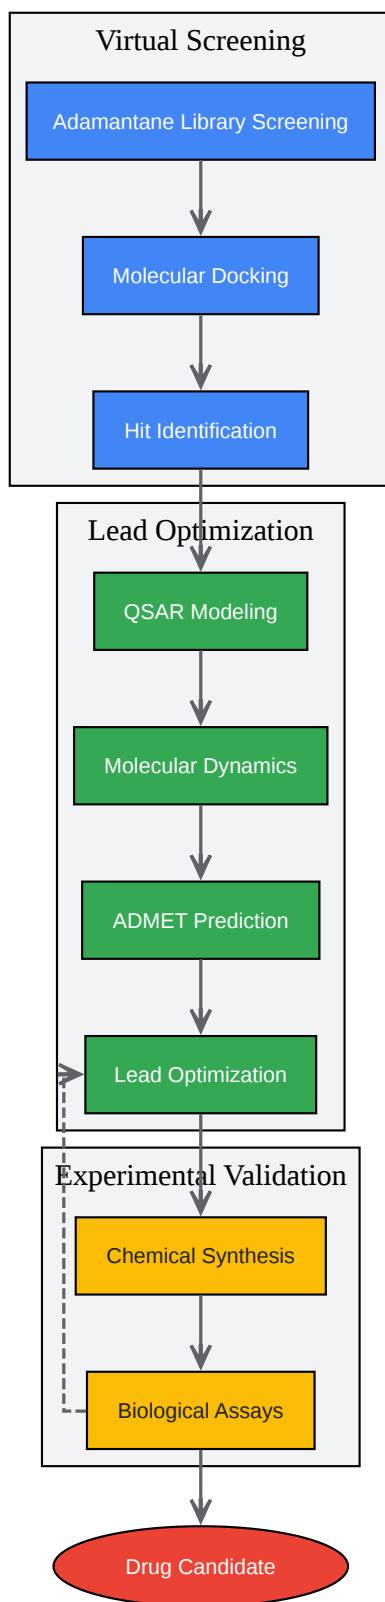 Virtual Screening
Adamantane Library Screening
Molecular Docking
Hit Identification
Lead Optimization
QSAR Modeling
Molecular Dynamics
ADMET Prediction
Lead Optimization
Experimental Validation
Chemical Synthesis
Biological Assays
Drug Candidate